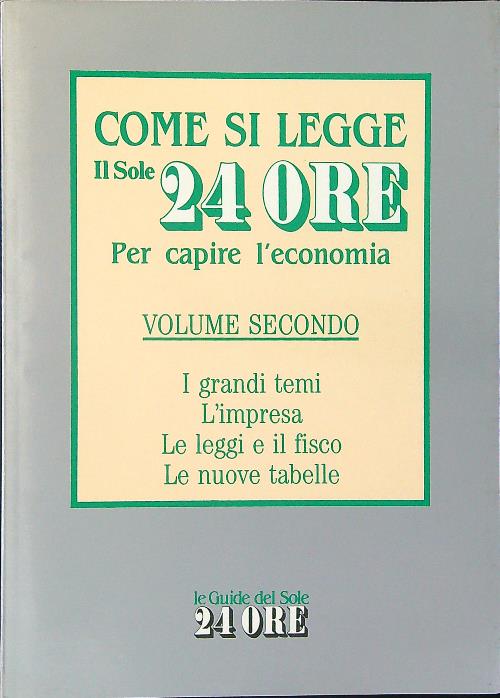 COME SI LEGGE
Il Sole 24 ORE
Per capire l'economia
VOLUME SECONDO
I grandi temi
L'impresa
Le leggi e il fisco
Le nuove tabelle
le Guide del Sole
24 ORE